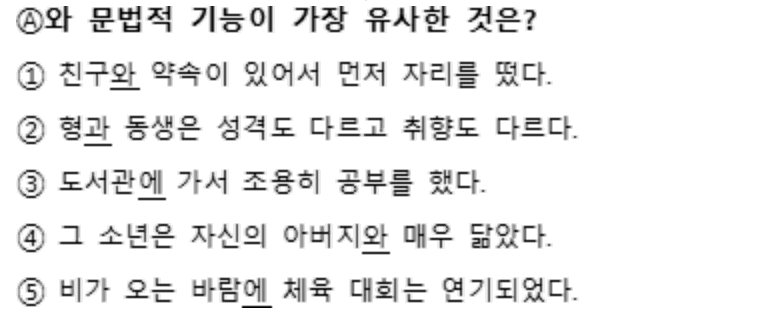 Ⓐ와 문법적 기능이 가장 유사한 것은?
① 친구와 약속이 있어서 먼저 자리를 떴다.
② 형과 동생은 성격도 다르고 취향도 다르다.
③ 도서관에 가서 조용히 공부를 했다.
④ 그 소년은 자신의 아버지와 매우 닮았다.
⑤ 비가 오는 바람에 체육 대회는 연기되었다.